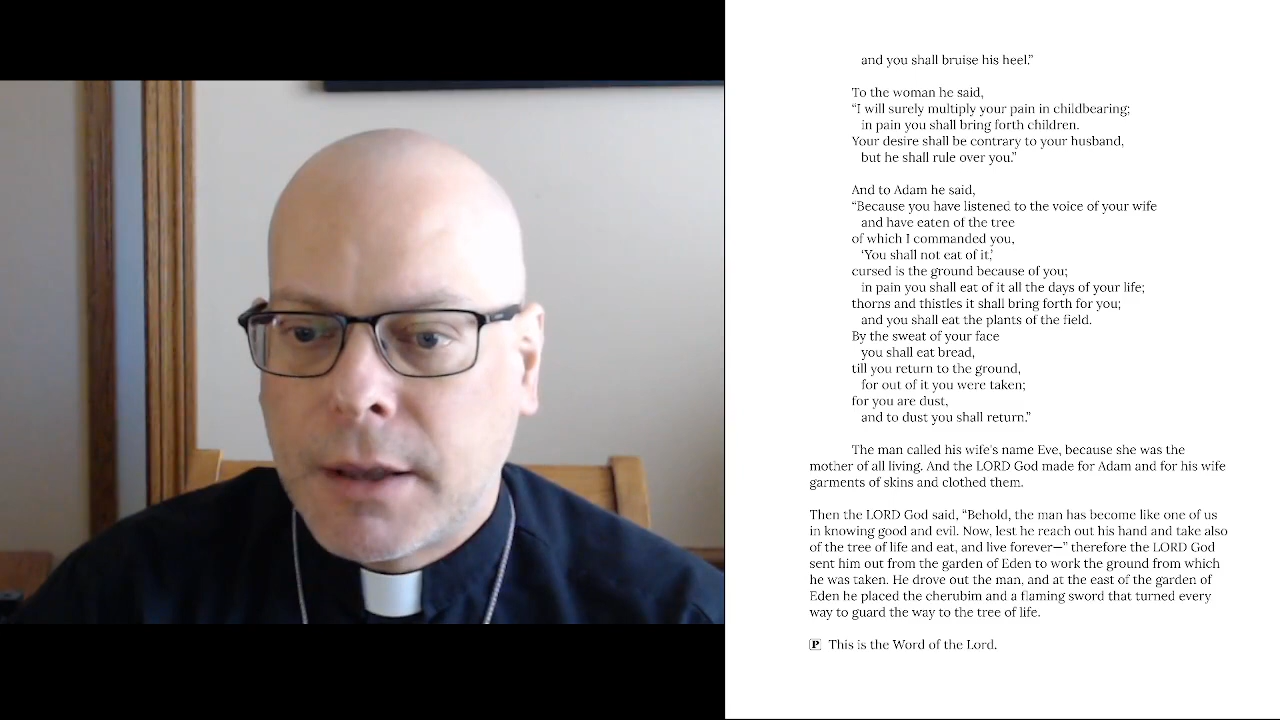 and you shall bruise his heel.”
To the woman he said,
“I will surely multiply your pain in childbearing;
in pain you shall bring forth children.
Your desire shall be contrary to your husband,
but he shall rule over you.”
And to Adam he said,
“Because you have listened to the voice of your wife
and have eaten of the tree
of which I commanded you,
‘You shall not eat of it,’
cursed is the ground because of you;
in pain you shall eat of it all the days of your life;
thorns and thistles it shall bring forth for you;
and you shall eat the plants of the field.
By the sweat of your face
you shall eat bread,
till you return to the ground,
for out of it you were taken;
for you are dust,
and to dust you shall return.”
The man called his wife's name Eve, because she was the
mother of all living. And the LORD God made for Adam and for his wife
garments of skins and clothed them.
Then the LORD God said, “Behold, the man has become like one of us
in knowing good and evil. Now, lest he reach out his hand and take also
of the tree of life and eat, and live forever—” therefore the LORD God
sent him out from the garden of Eden to work the ground from which
he was taken. He drove out the man, and at the east of the garden of
Eden he placed the cherubim and a flaming sword that turned every
way to guard the way to the tree of life.
P This is the Word of the Lord.